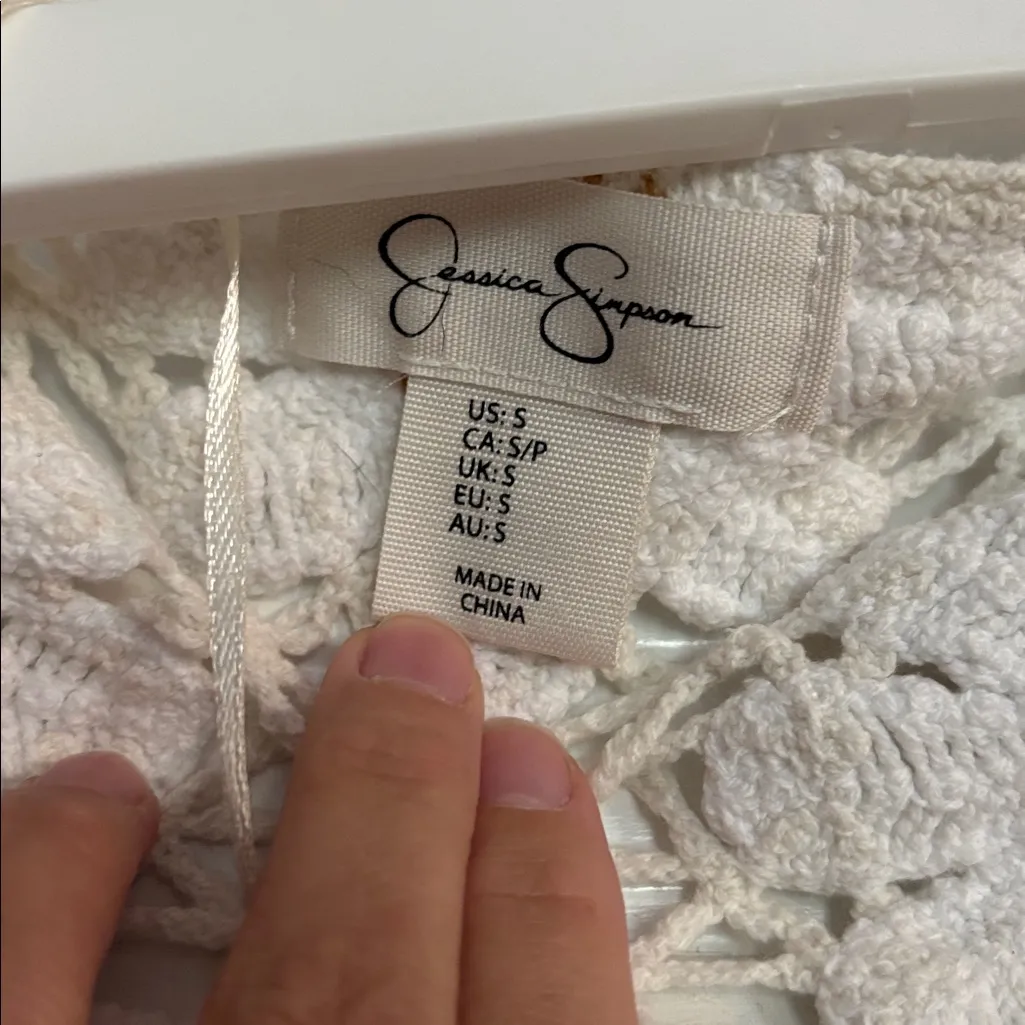 Jessica Simpson
US: S
CA: S/P
UK: S
EU: S
AU: S
MADE IN
CHINA